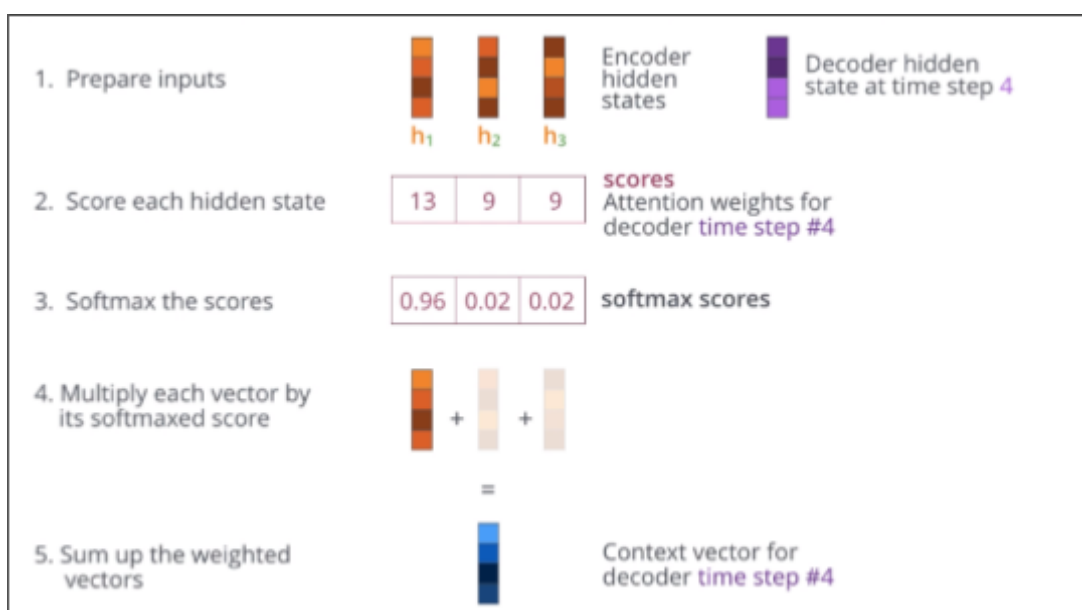 1. Prepare inputs
Encoder
hidden
states
Decoder hidden
state at time step 4
h₁ h₂ h₃
2. Score each hidden state
13 9 9
scores
Attention weights for
decoder time step #4
3. Softmax the scores
0.96 0.02 0.02
softmax scores
4. Multiply each vector by
its softmaxed score
+ +
=
5. Sum up the weighted
vectors
Context vector for
decoder time step #4